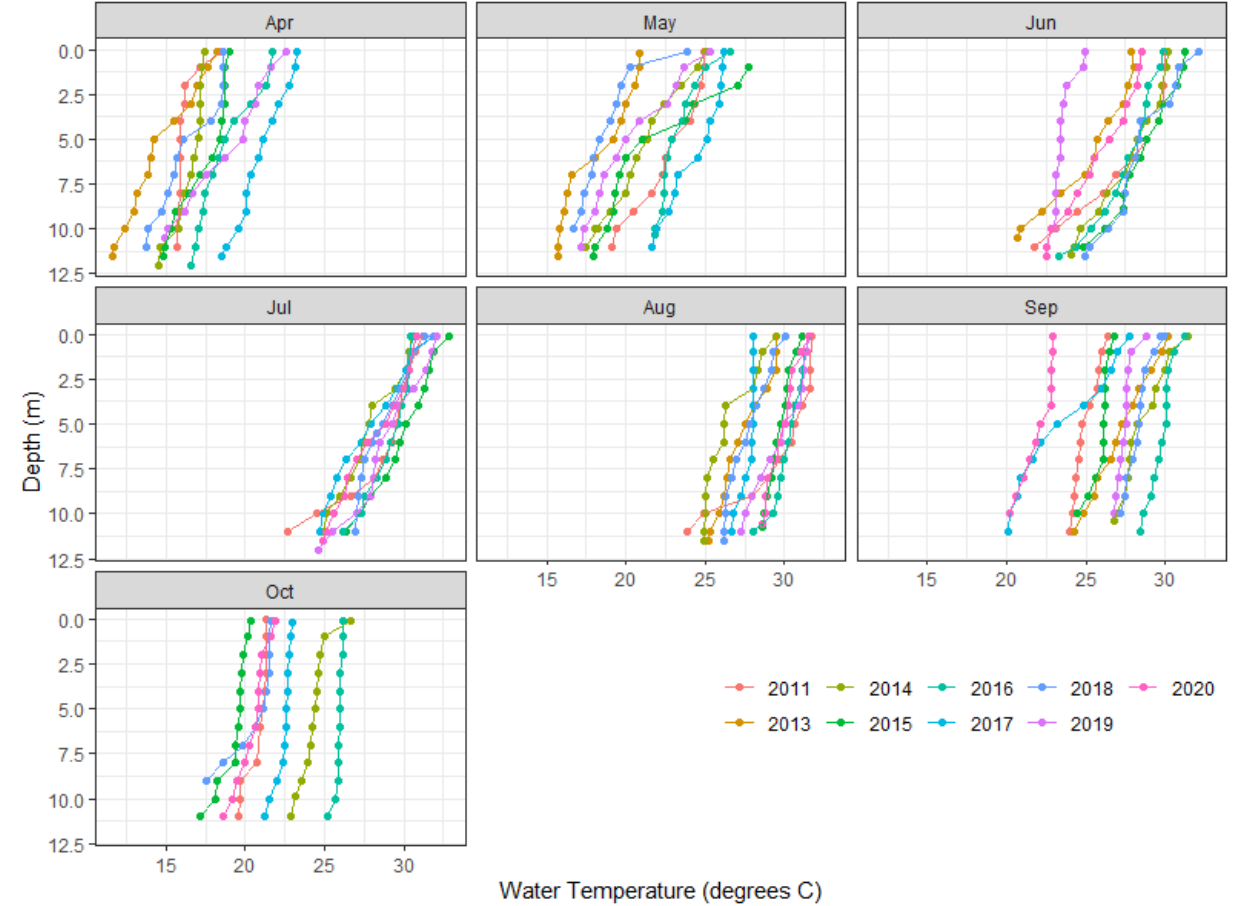 Apr May Jun
0.0
2.5
5.0
7.5
10.0
12.5
Jul Aug Sep
0.0
2.5
5.0
7.5
10.0
12.5
15 20 25 30 15 20 25 30
Oct
0.0
2.5
5.0
7.5
10.0
12.5
15 20 25 30
Depth (m)
2011 2014 2016 2018 2020
2013 2015 2017 2019
Water Temperature (degrees C)